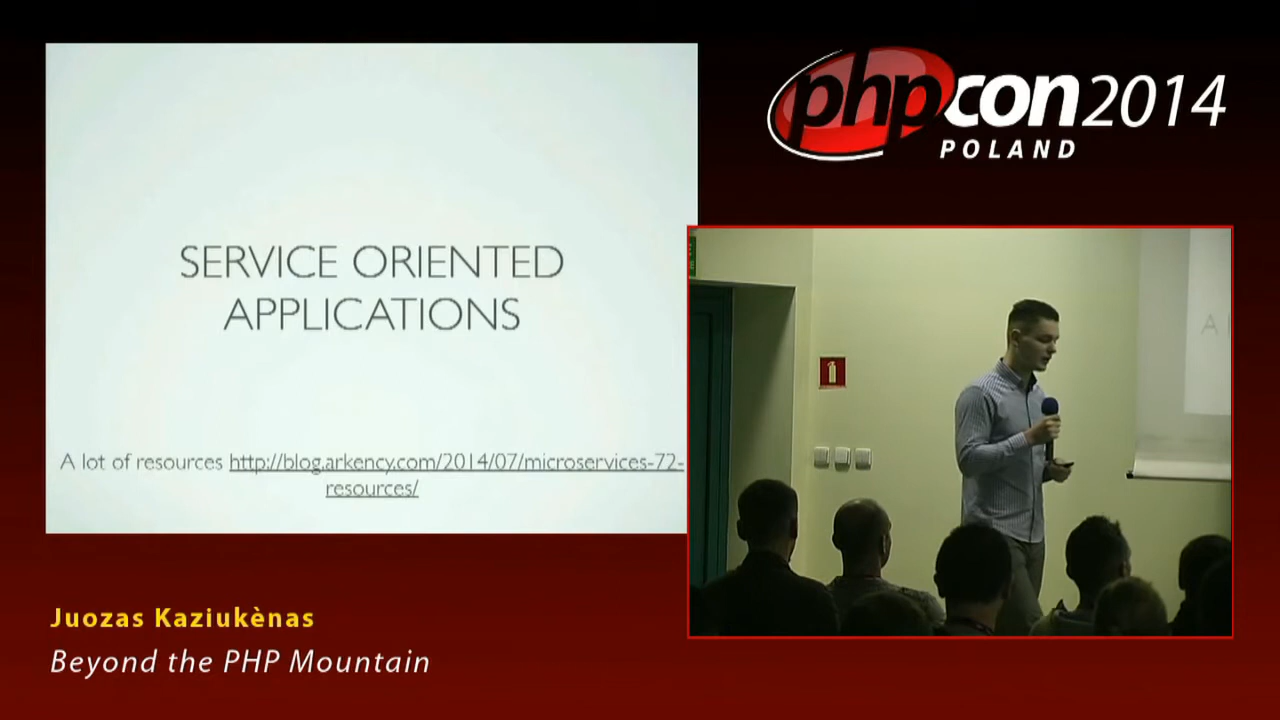 SERVICE ORIENTED
APPLICATIONS
A lot of resources http://blog.arkency.com/2014/07/microservices-72-
resources/
phpcon2014
POLAND
A
Juozas Kaziukènas
Beyond the PHP Mountain